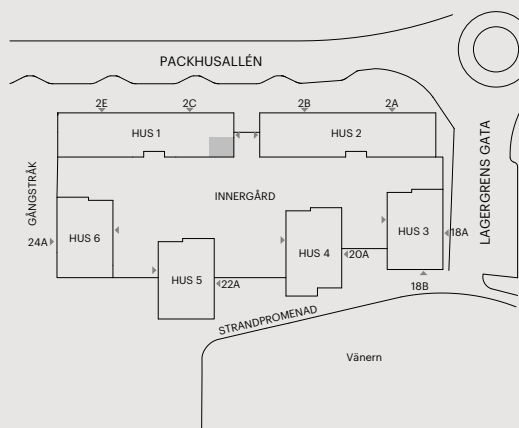 PACKHUSALLÉN
2E
2C
2B
2A
HUS 1
HUS 2
LAGERGRENS GATA
GÅNGSTRÅK
INNERGÅRD
24A
HUS 6
HUS 3
18A
HUS 4
20A
HUS 5
22A
18B
STRANDPROMENAD
Vänern